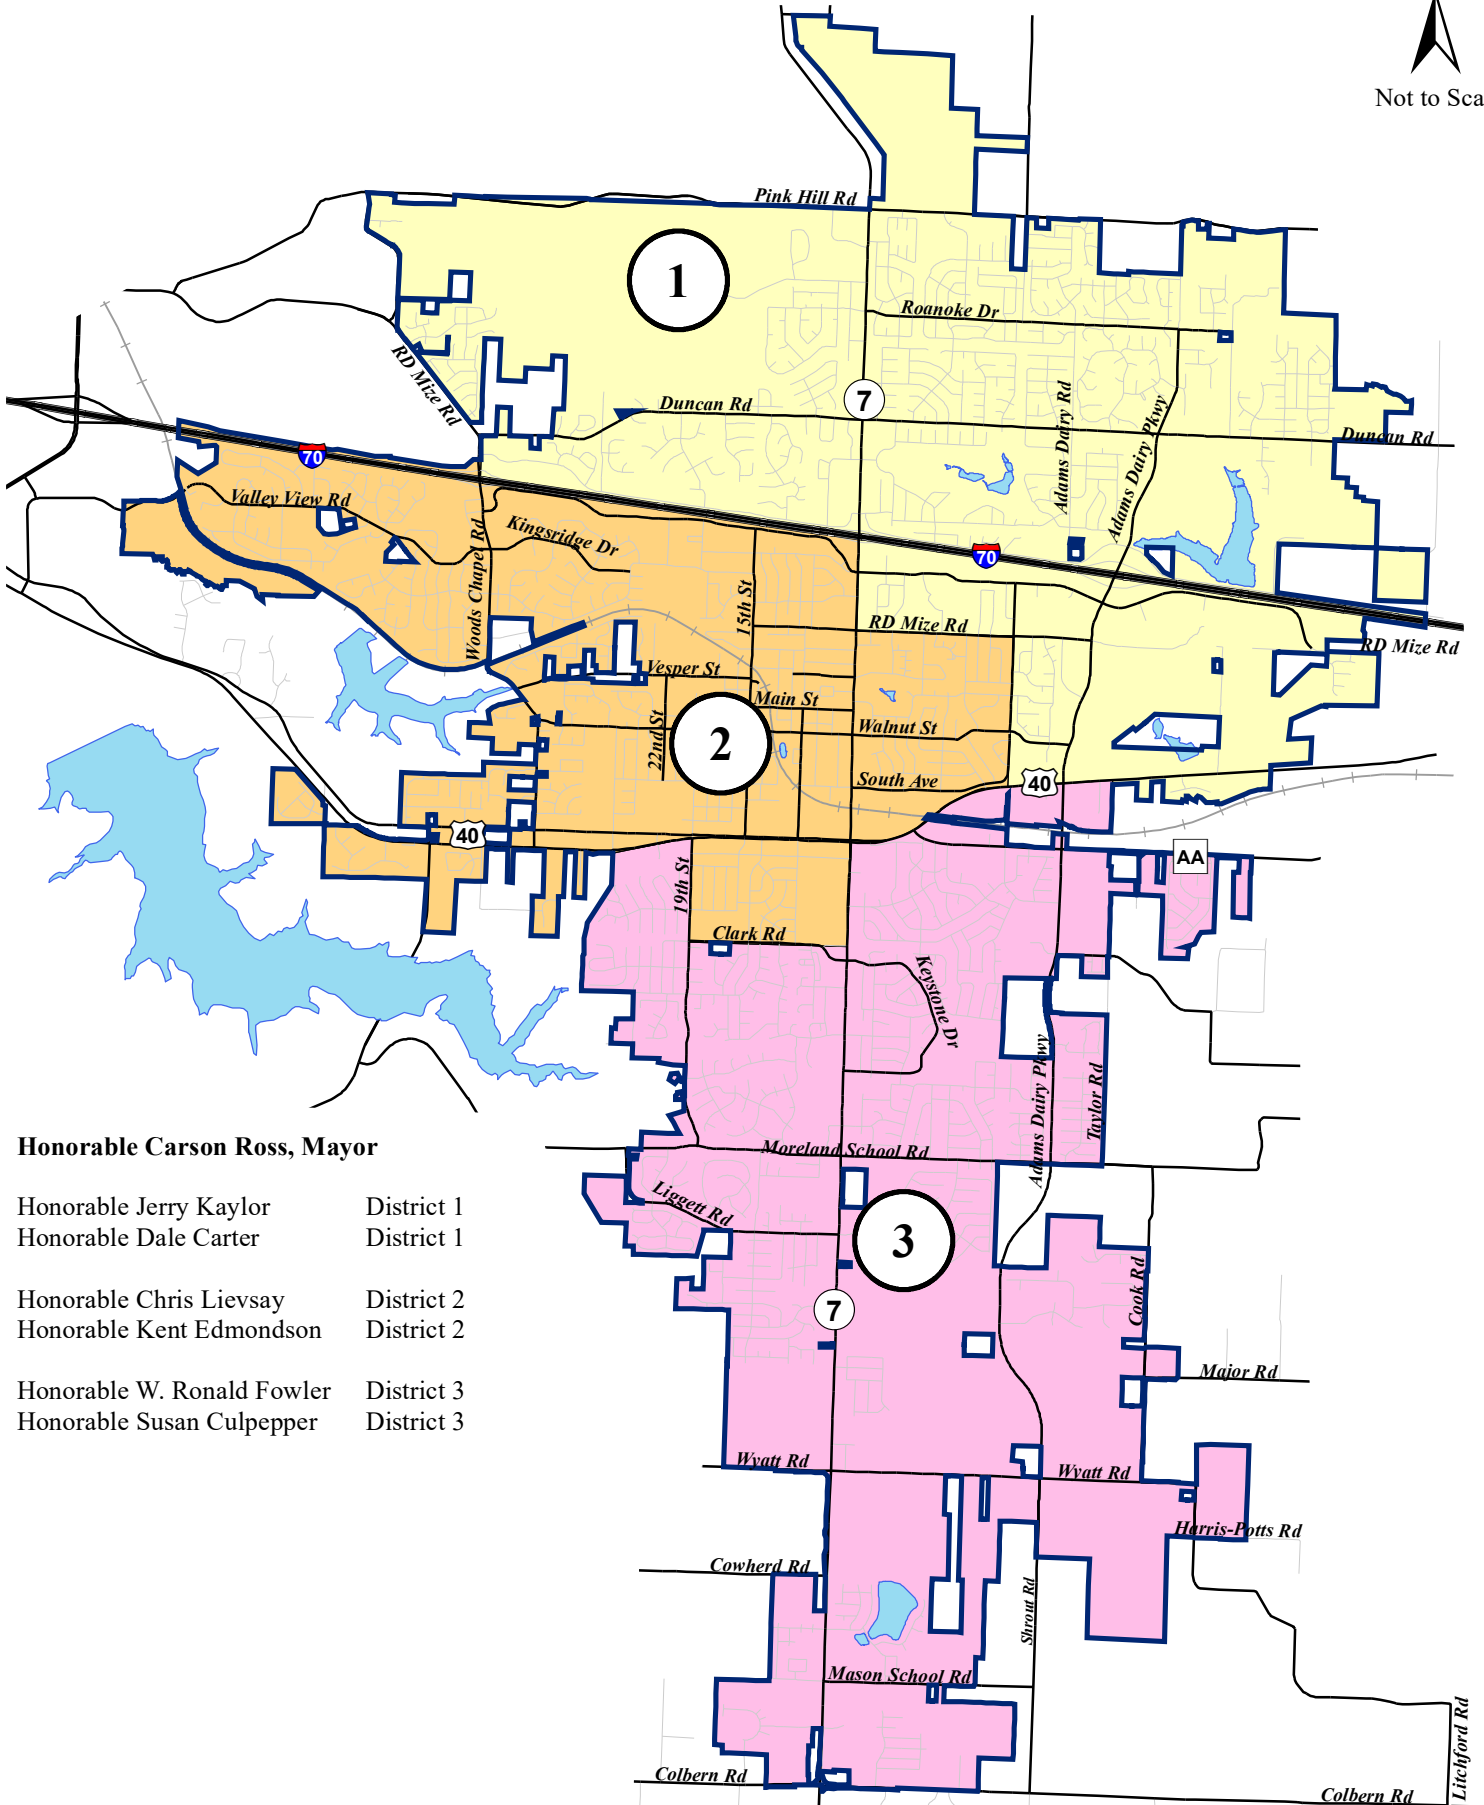 Not to Sca
Pink Hill Rd
1
Roanoke Dr
RD Mize Rd
7
Duncan Rd
Adams Dairy Rd
Adams Dairy Pkwy
Duncan Rd
70
Valley View Rd
Kingsridge Dr
Woods Chapel Rd
70
15th St
RD Mize Rd
RD Mize Rd
Vesper St
Main St
22nd St
2
Walnut St
South Ave
40
40
AA
19th St
Clark Rd
Keystone Dr
Adams Dairy Pkwy
Taylor Rd
Honorable Carson Ross, Mayor
Moreland School Rd
Honorable Jerry Kaylor District 1
Honorable Dale Carter District 1
Liggett Rd
3
Honorable Chris Lievsay District 2
Honorable Kent Edmondson District 2
7
Cook Rd
Major Rd
Honorable W. Ronald Fowler District 3
Honorable Susan Culpepper District 3
Wyatt Rd
Wyatt Rd
Harris-Potts Rd
Cowherd Rd
Shrout Rd
Mason School Rd
Litchford Rd
Colbern Rd
Colbern Rd